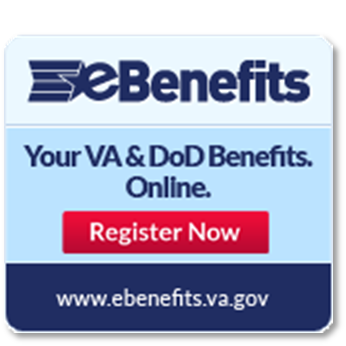 eBenefits
Your VA & DoD Benefits.
Online.
Register Now
www.ebenefits.va.gov